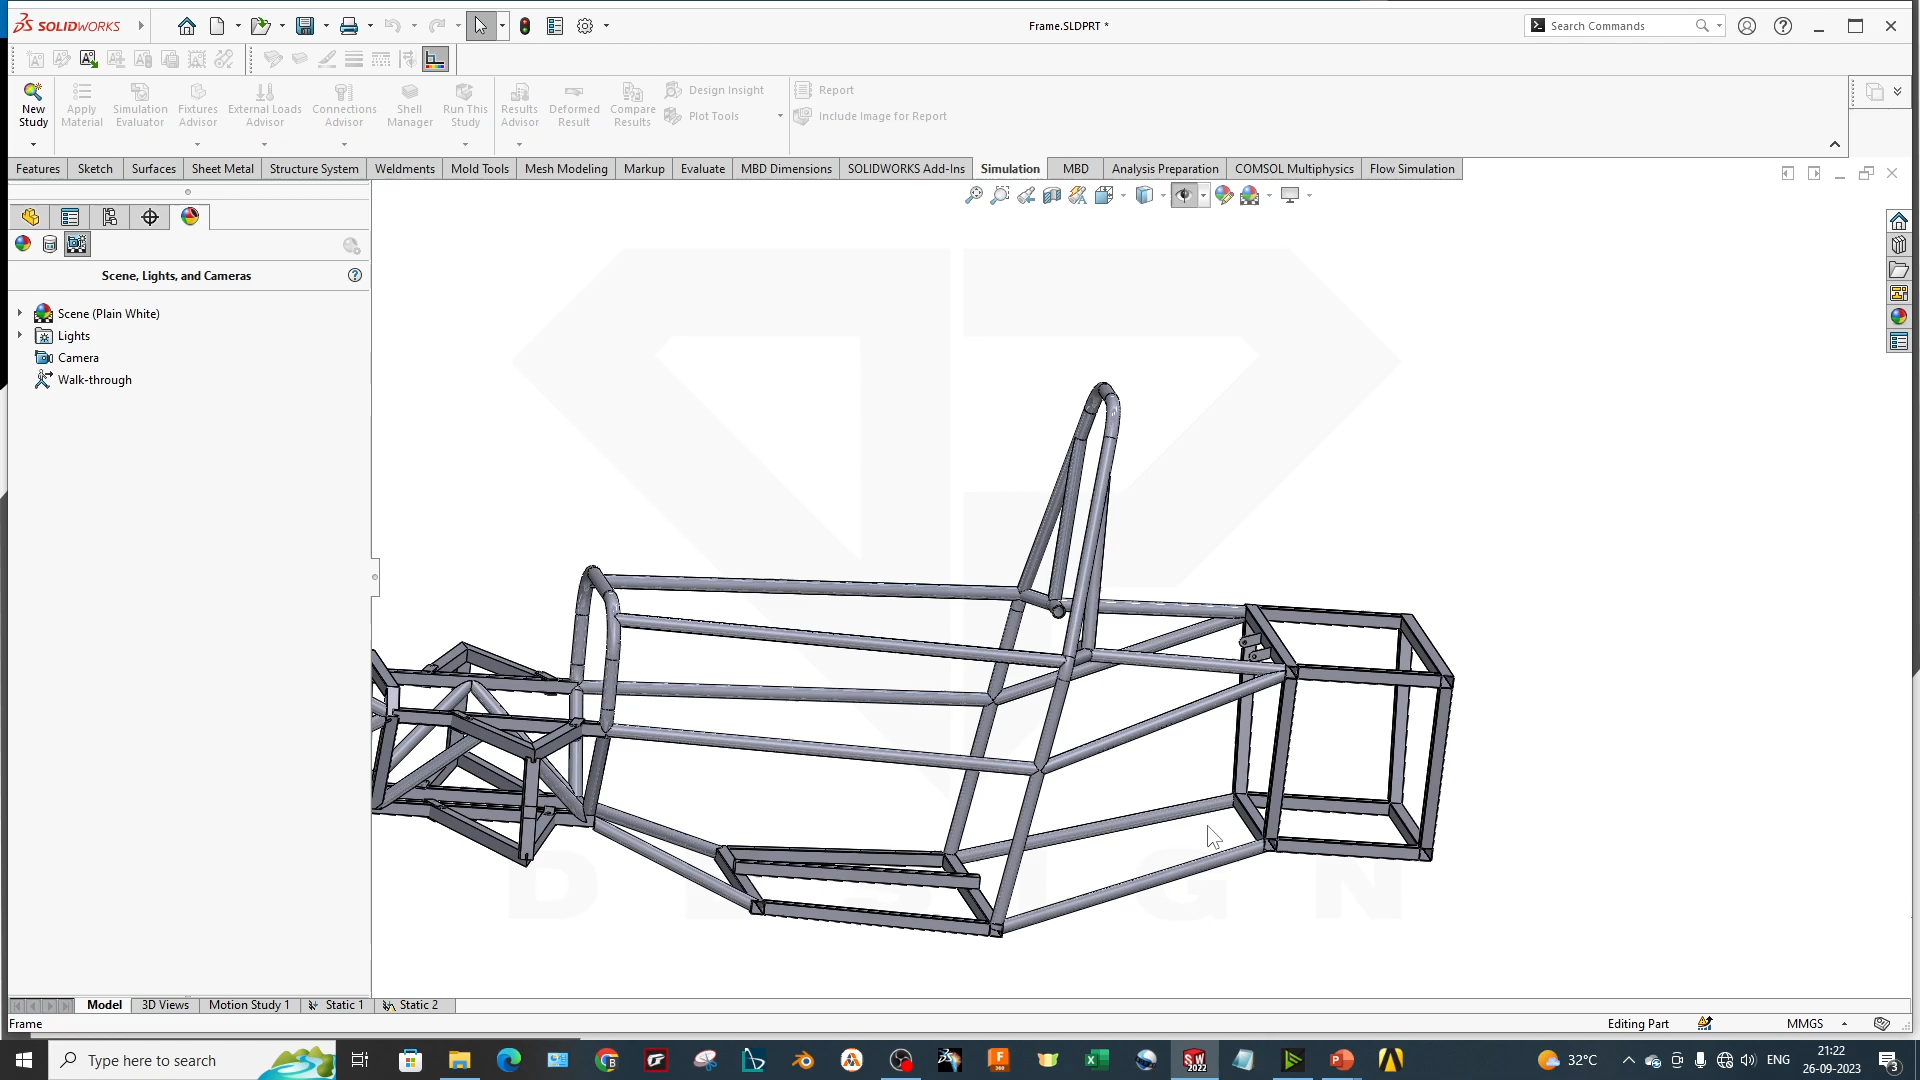 SOLIDWORKS
Frame.SLDPRT *
Search Commands
New Study
Apply Material
Simulation Evaluator
Fixtures Advisor
External Loads Advisor
Connections Advisor
Shell Manager
Run This Study
Results Advisor
Deformed Result
Compare Results
Design Insight
Plot Tools
Report
Include Image for Report
Features
Sketch
Surfaces
Sheet Metal
Structure System
Weldments
Mold Tools
Mesh Modeling
Markup
Evaluate
MBD Dimensions
SOLIDWORKS Add-Ins
Simulation
MBD
Analysis Preparation
COMSOL Multiphysics
Flow Simulation
Scene, Lights, and Cameras
Scene (Plain White)
Lights
Camera
Walk-through
DESIGN
Model
3D Views
Motion Study 1
Static 1
Static 2
Frame
Editing Part
MMGS
Type here to search
SW 2022
32°C
ENG
21:22
26-09-2023
3